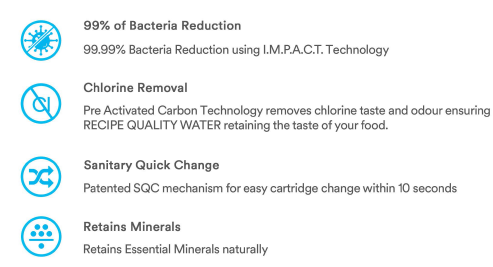 99% of Bacteria Reduction
99.99% Bacteria Reduction using I.M.P.A.C.T. Technology
Cl
Chlorine Removal
Pre Activated Carbon Technology removes chlorine taste and odour ensuring
RECIPE QUALITY WATER retaining the taste of your food.
Sanitary Quick Change
Patented SQC mechanism for easy cartridge change within 10 seconds
Retains Minerals
Retains Essential Minerals naturally